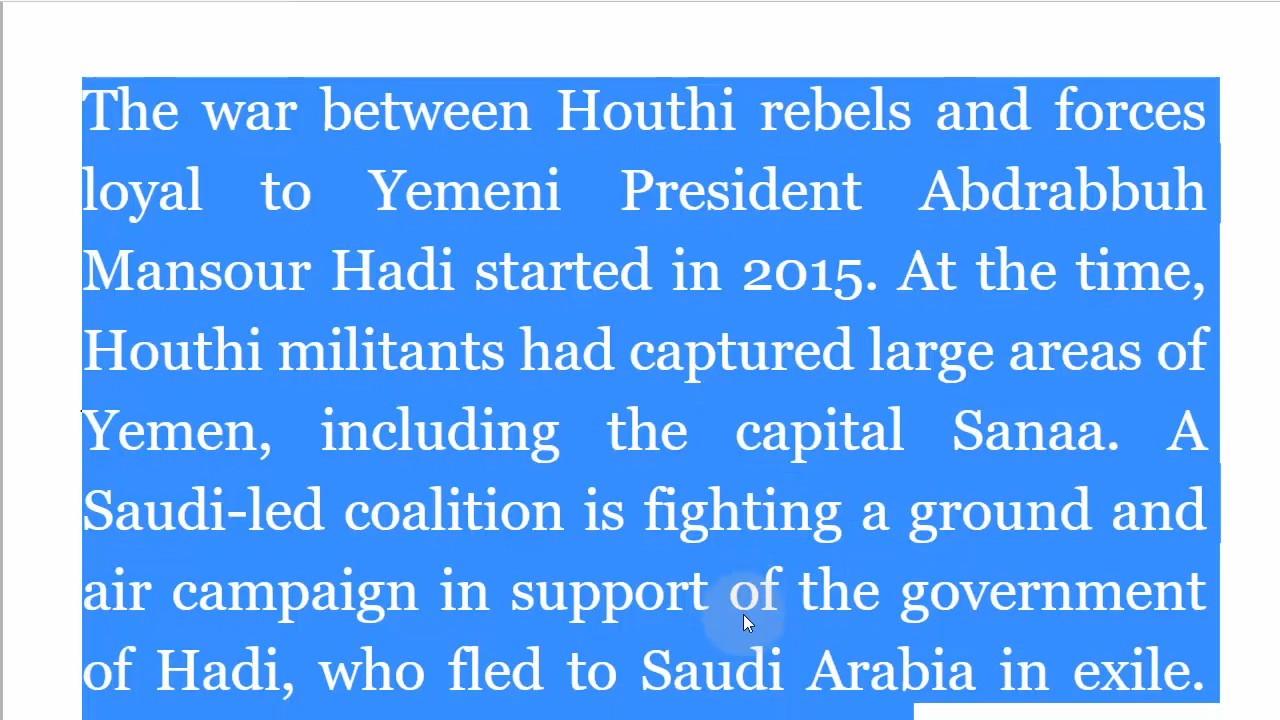 The war between Houthi rebels and forces
loyal to Yemeni President Abdrabbuh
Mansour Hadi started in 2015. At the time,
Houthi militants had captured large areas of
Yemen, including the capital Sanaa. A
Saudi-led coalition is fighting a ground and
air campaign in support of the government
of Hadi, who fled to Saudi Arabia in exile.